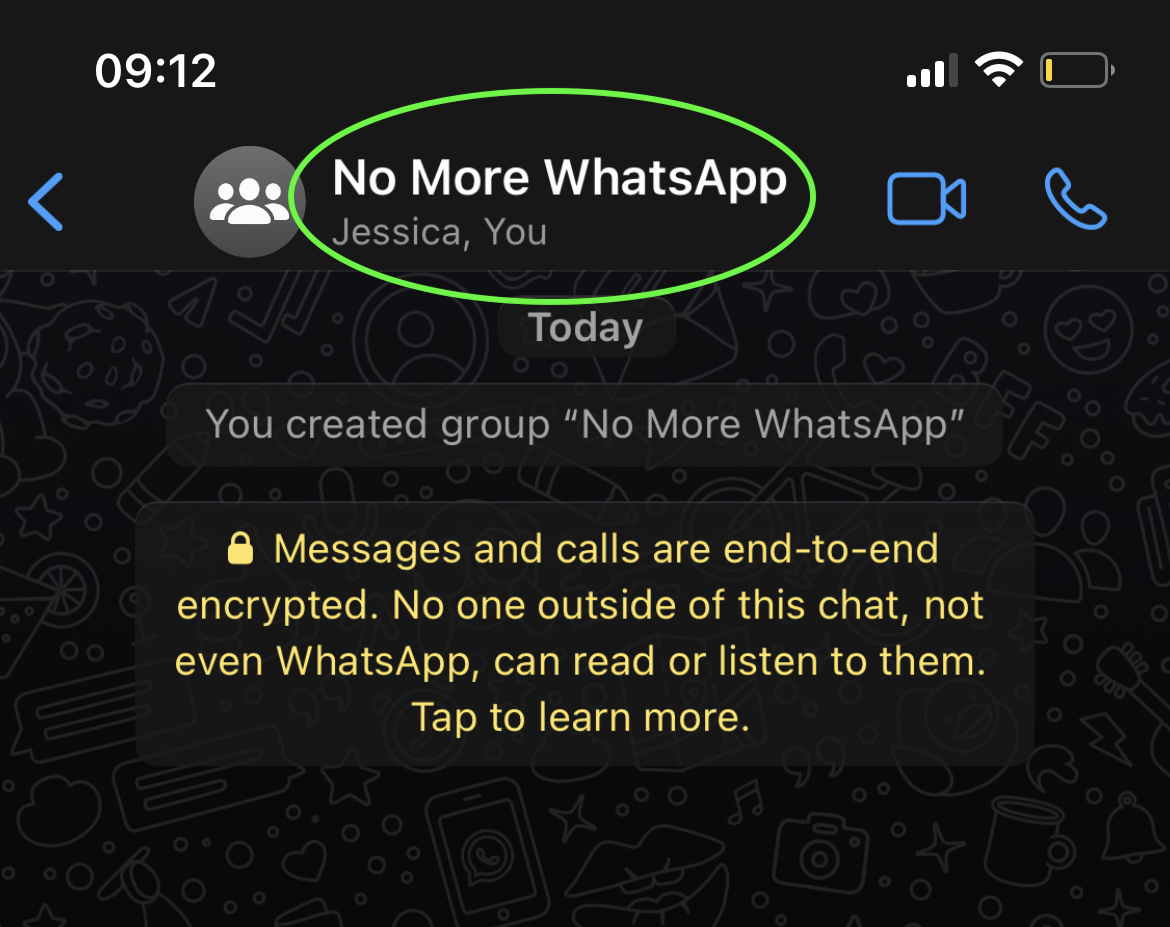 09:12
No More WhatsApp
Jessica, You
Today
You created group “No More WhatsApp”
Messages and calls are end-to-end
encrypted. No one outside of this chat, not
even WhatsApp, can read or listen to them.
Tap to learn more.